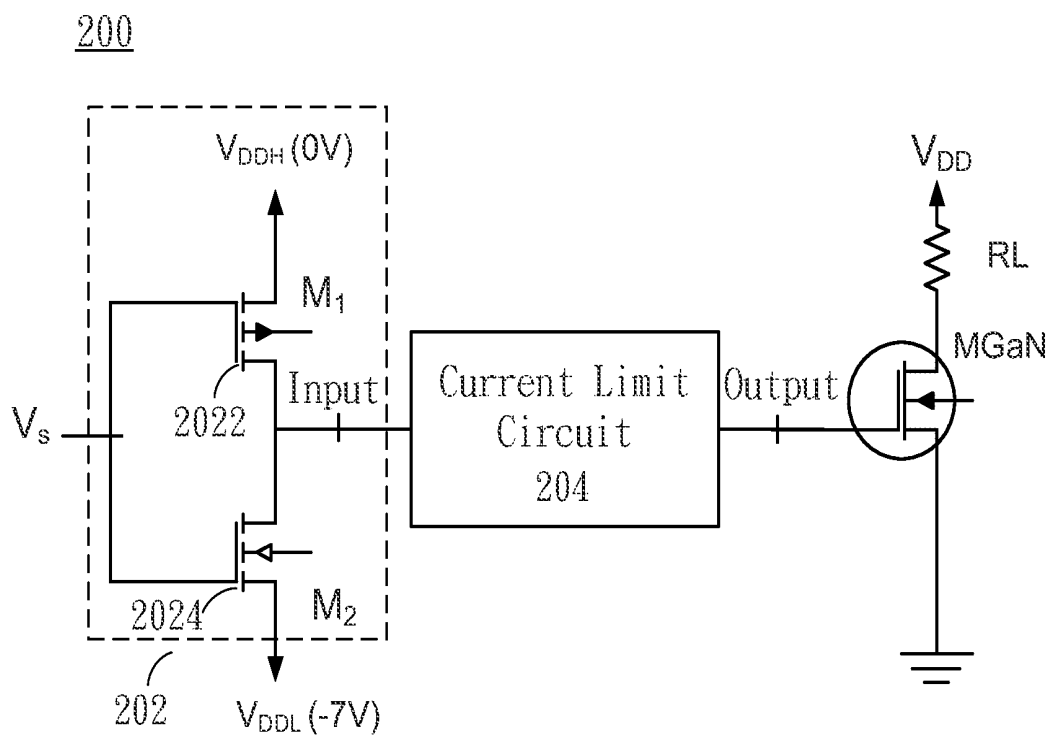 200
VDDH (0V)
M1
2022
Vs
Input
Current Limit
Circuit
204
Output
VDD
RL
MGaN
2024
M2
202
VDDL (-7V)